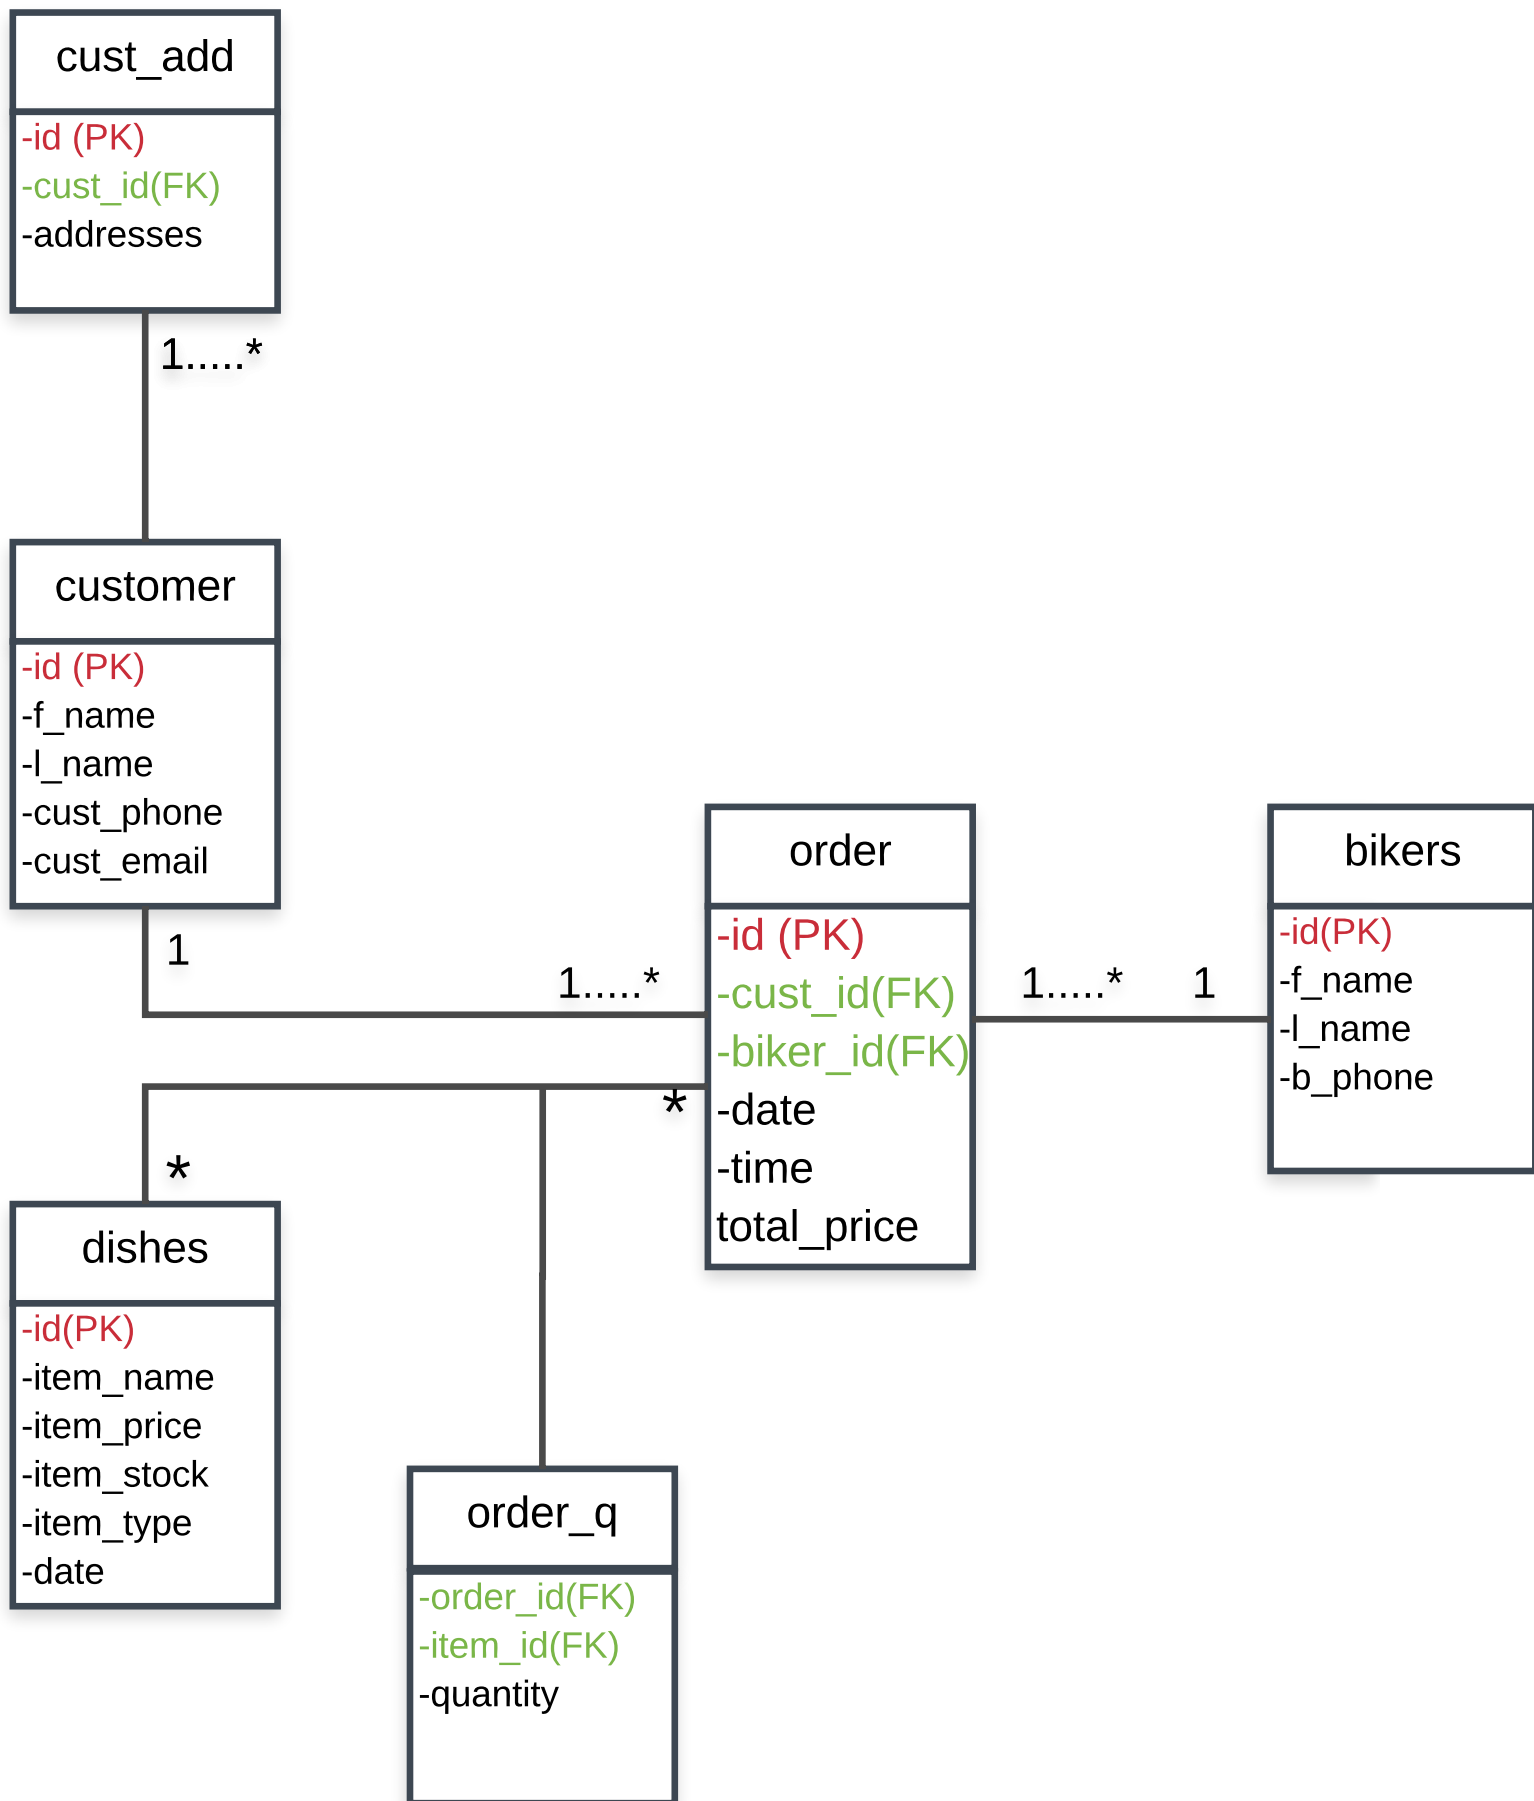 cust_add
-id (PK)
-cust_id(FK)
-addresses
1.....*
customer
-id (PK)
-f_name
-l_name
-cust_phone
-cust_email
1
1.....*
order
-id (PK)
-cust_id(FK)
-biker_id(FK)
-date
-time
total_price
1.....*
1
bikers
-id(PK)
-f_name
-l_name
-b_phone
*
*
dishes
-id(PK)
-item_name
-item_price
-item_stock
-item_type
-date
order_q
-order_id(FK)
-item_id(FK)
-quantity